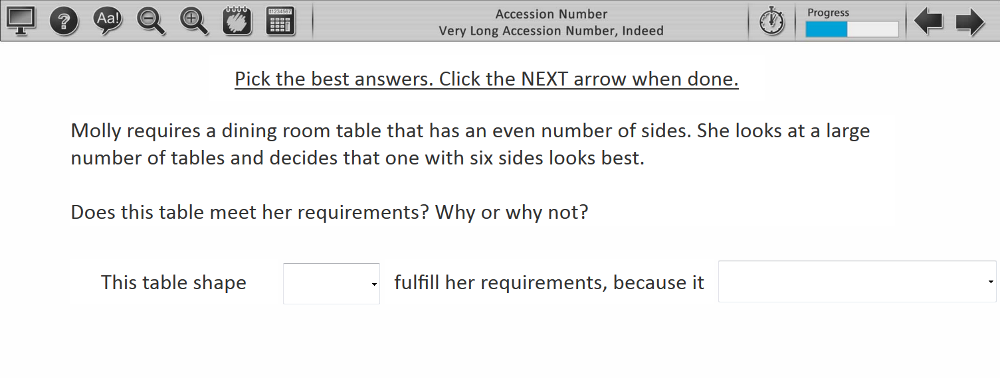 Aa!
1234567
Accession Number
Very Long Accession Number, Indeed
Progress
Pick the best answers. Click the NEXT arrow when done.
Molly requires a dining room table that has an even number of sides. She looks at a large
number of tables and decides that one with six sides looks best.
Does this table meet her requirements? Why or why not?
This table shape fulfill her requirements, because it